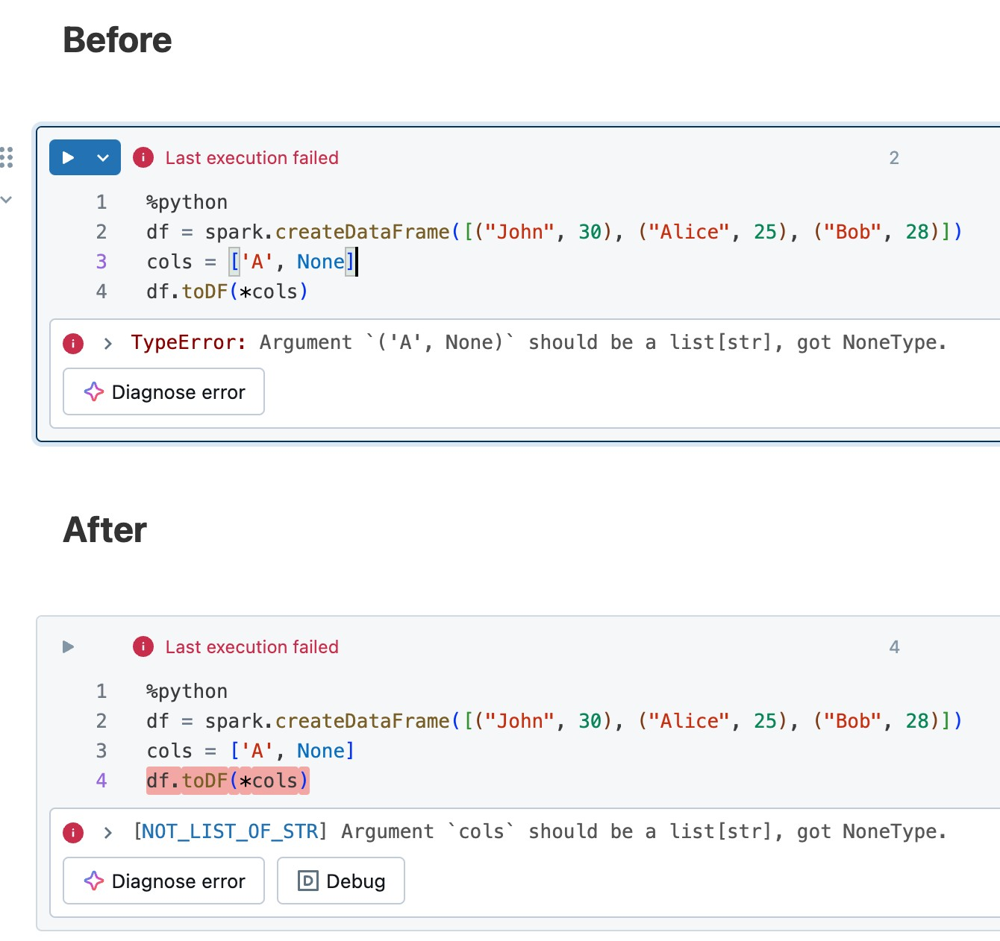 Before
Last execution failed 2
1 %python
2 df = spark.createDataFrame([("John", 30), ("Alice", 25), ("Bob", 28)])
3 cols = ['A', None]
4 df.toDF(*cols)
TypeError: Argument `('A', None)` should be a list[str], got NoneType.
Diagnose error
After
Last execution failed 4
1 %python
2 df = spark.createDataFrame([("John", 30), ("Alice", 25), ("Bob", 28)])
3 cols = ['A', None]
4 df.toDF(*cols)
[NOT_LIST_OF_STR] Argument `cols` should be a list[str], got NoneType.
Diagnose error D Debug